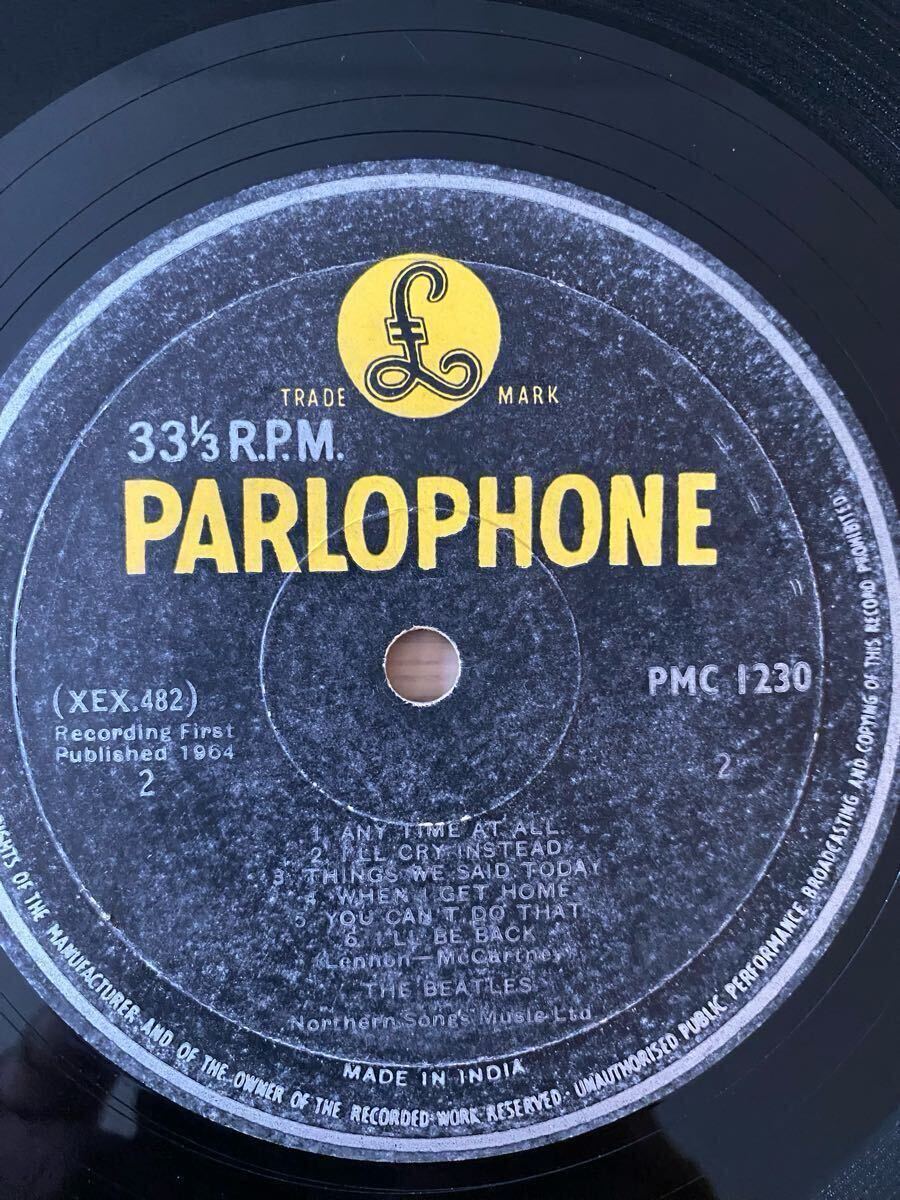 £
TRADE MARK
33⅓ R.P.M.
PARLOPHONE
(XEX.482)
PMC 1230
Recording First
Published 1964
2
2
1. ANY TIME AT ALL.
2. I'LL CRY INSTEAD
3. THINGS WE SAID TODAY
4. WHEN I GET HOME
5. YOU CAN'T DO THAT
6. I'LL BE BACK
(Lennon—McCartney)
THE BEATLES
Northern Songs Music Ltd
MADE IN INDIA
RIGHTS OF THE MANUFACTURER AND OF THE OWNER OF THE RECORDED WORK RESERVED. UNAUTHORISED PUBLIC PERFORMANCE BROADCASTING AND COPYING OF THIS RECORD PROHIBITED